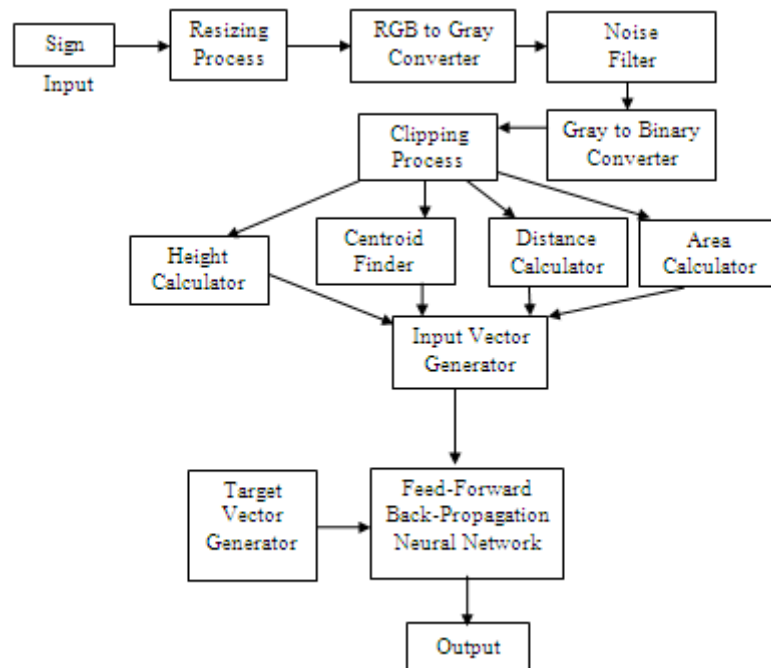 Sign
Input
Resizing
Process
RGB to Gray
Converter
Noise
Filter
Gray to Binary
Converter
Clipping
Process
Height
Calculator
Centroid
Finder
Distance
Calculator
Area
Calculator
Input Vector
Generator
Target
Vector
Generator
Feed-Forward
Back-Propagation
Neural Network
Output